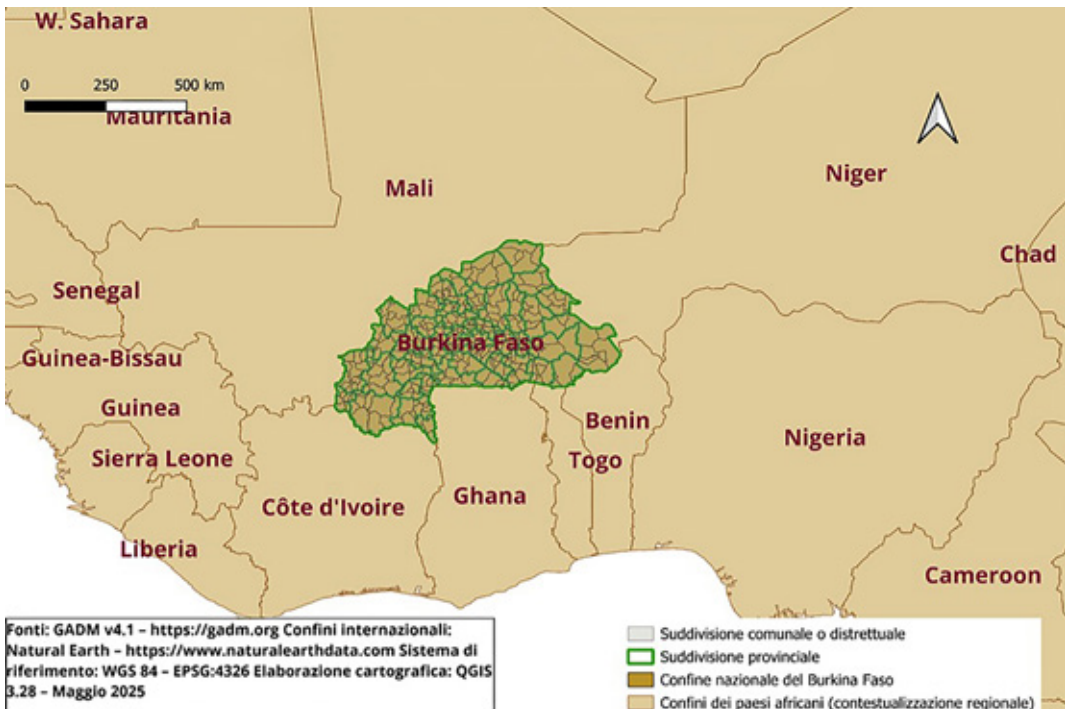 W. Sahara
0 250 500 km
Mauritania
Mali
Niger
Chad
Senegal
Burkina Faso
Guinea-Bissau
Guinea
Benin
Nigeria
Sierra Leone
Togo
Côte d'Ivoire
Ghana
Liberia
Cameroon
Fonti: GADM v4.1 – https://gadm.org Confini internazionali:
Natural Earth – https://www.naturalearthdata.com Sistema di
riferimento: WGS 84 – EPSG:4326 Elaborazione cartografica: QGIS
3.28 – Maggio 2025
Suddivisione comunale o distrettuale
Suddivisione provinciale
Confine nazionale del Burkina Faso
Confini dei paesi africani (contestualizzazione regionale)